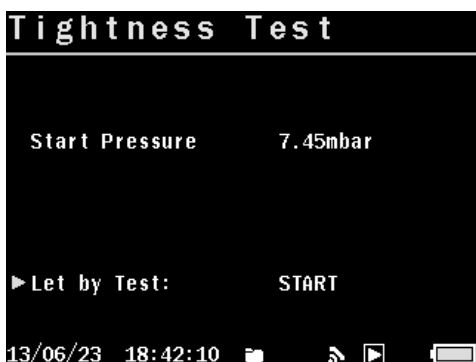 Tightness Test
Start Pressure 7.45mbar
Let by Test: START
13/06/23 18:42:10